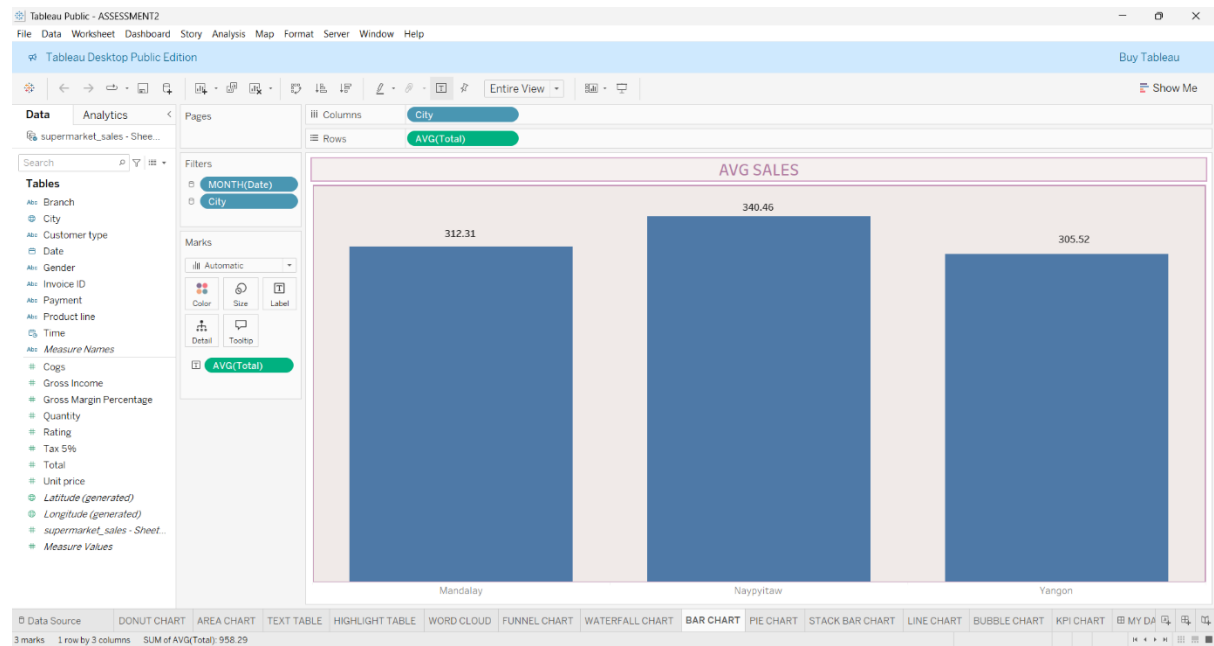 Tableau Public - ASSESSMENT2
File Data Worksheet Dashboard Story Analysis Map Format Server Window Help
Tableau Desktop Public Edition
Buy Tableau
Entire View
Show Me
Data Analytics
supermarket_sales - Shee...
Search
Tables
Abc Branch
City
Abc Customer type
Date
Abc Gender
Abc Invoice ID
Abc Payment
Abc Product line
Time
Abc Measure Names
# Cogs
# Gross Income
# Gross Margin Percentage
# Quantity
# Rating
# Tax 5%
# Total
# Unit price
Latitude (generated)
Longitude (generated)
# supermarket_sales - Sheet...
# Measure Values
Pages
Filters
MONTH(Date)
City
Marks
Automatic
Color Size Label
Detail Tooltip
AVG(Total)
Columns City
Rows AVG(Total)
AVG SALES
312.31
340.46
305.52
Mandalay Naypyitaw Yangon
Data Source DONUT CHART AREA CHART TEXT TABLE HIGHLIGHT TABLE WORD CLOUD FUNNEL CHART WATERFALL CHART BAR CHART PIE CHART STACK BAR CHART LINE CHART BUBBLE CHART KPI CHART MY DA
3 marks 1 row by 3 columns SUM of AVG(Total): 958.29